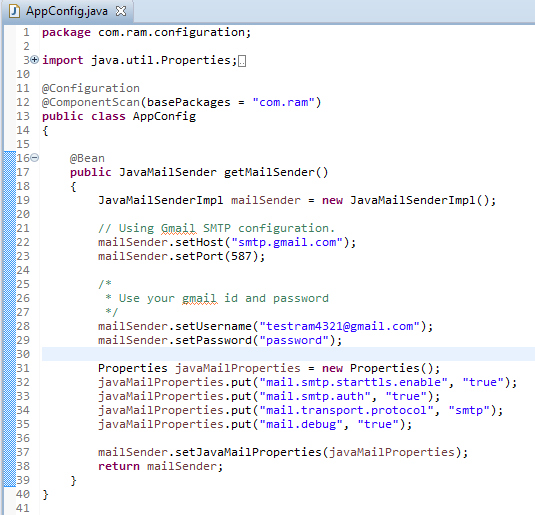 AppConfig.java
1 package com.ram.configuration;
2
3 import java.util.Properties;
10
11 @Configuration
12 @ComponentScan(basePackages = "com.ram")
13 public class AppConfig
14 {
15
16 @Bean
17 public JavaMailSender getMailSender()
18 {
19 JavaMailSenderImpl mailSender = new JavaMailSenderImpl();
20
21 // Using Gmail SMTP configuration.
22 mailSender.setHost("smtp.gmail.com");
23 mailSender.setPort(587);
24
25 /*
26 * Use your gmail id and password
27 */
28 mailSender.setUsername("testram4321@gmail.com");
29 mailSender.setPassword("password");
30
31 Properties javaMailProperties = new Properties();
32 javaMailProperties.put("mail.smtp.starttls.enable", "true");
33 javaMailProperties.put("mail.smtp.auth", "true");
34 javaMailProperties.put("mail.transport.protocol", "smtp");
35 javaMailProperties.put("mail.debug", "true");
36
37 mailSender.setJavaMailProperties(javaMailProperties);
38 return mailSender;
39 }
40 }
41